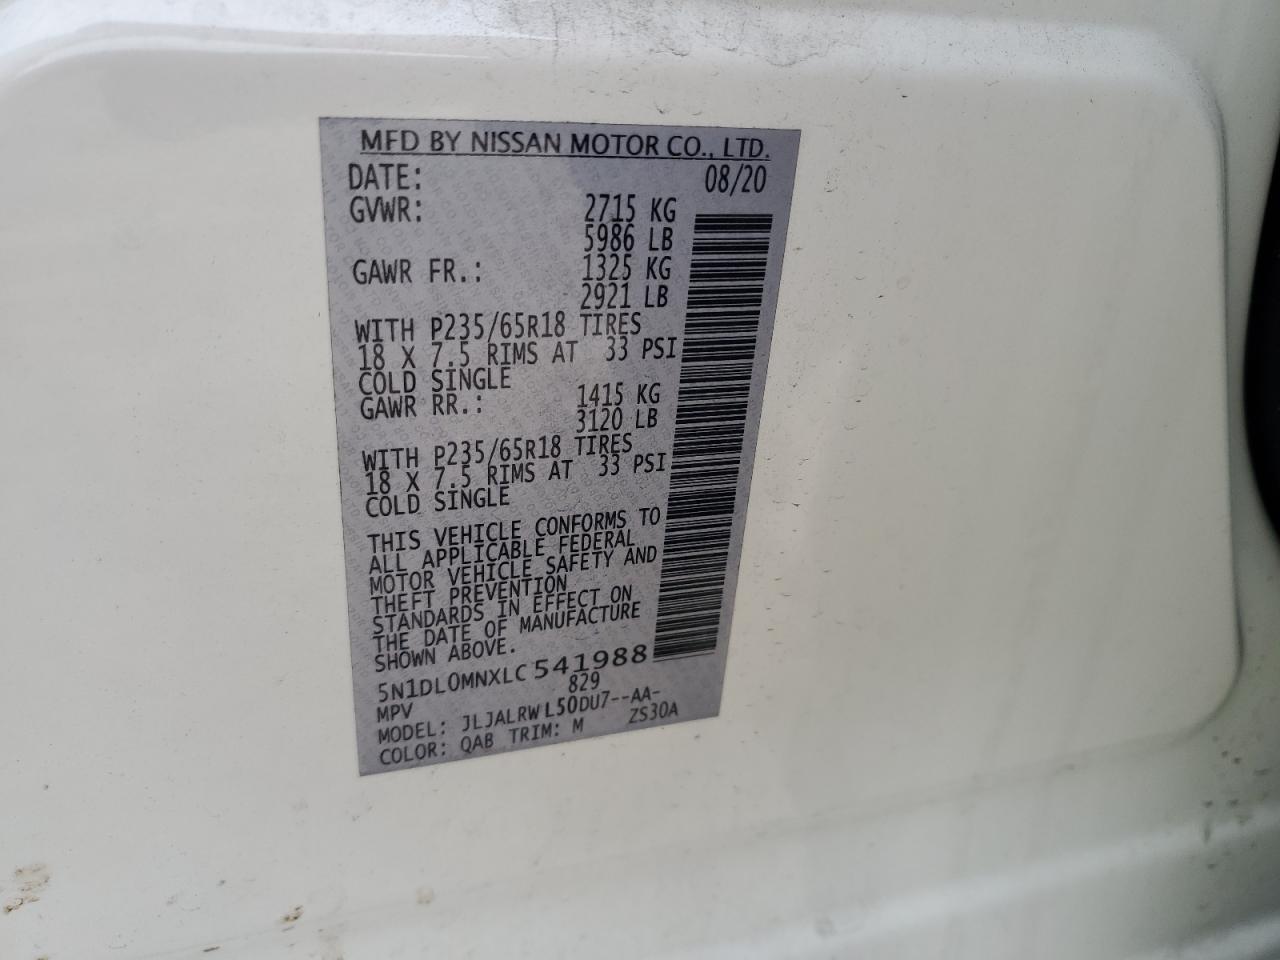 MFD BY NISSAN MOTOR CO., LTD.
DATE: 08/20
GVWR: 2715 KG
5986 LB
GAWR FR.: 1325 KG
2921 LB
WITH P235/65R18 TIRES
18 X 7.5 RIMS AT 33 PSI
COLD SINGLE
GAWR RR.: 1415 KG
3120 LB
WITH P235/65R18 TIRES
18 X 7.5 RIMS AT 33 PSI
COLD SINGLE
THIS VEHICLE CONFORMS TO
ALL APPLICABLE FEDERAL
MOTOR VEHICLE SAFETY AND
THEFT PREVENTION
STANDARDS IN EFFECT ON
THE DATE OF MANUFACTURE
SHOWN ABOVE.
5N1DL0MNXLC541988
MPV 829
MODEL: JLJALRWL50DU7--AA-
COLOR: QAB TRIM: M ZS30A